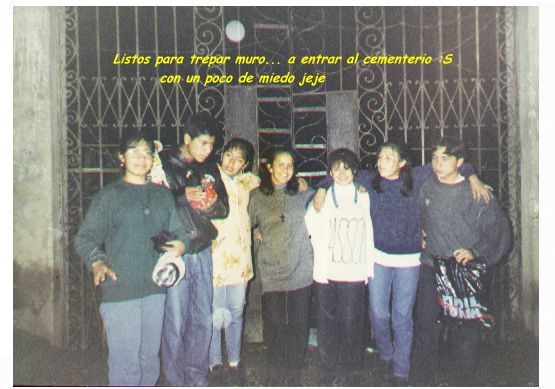 Listos para trepar muro... a entrar al cementerio :S
con un poco de miedo jeje